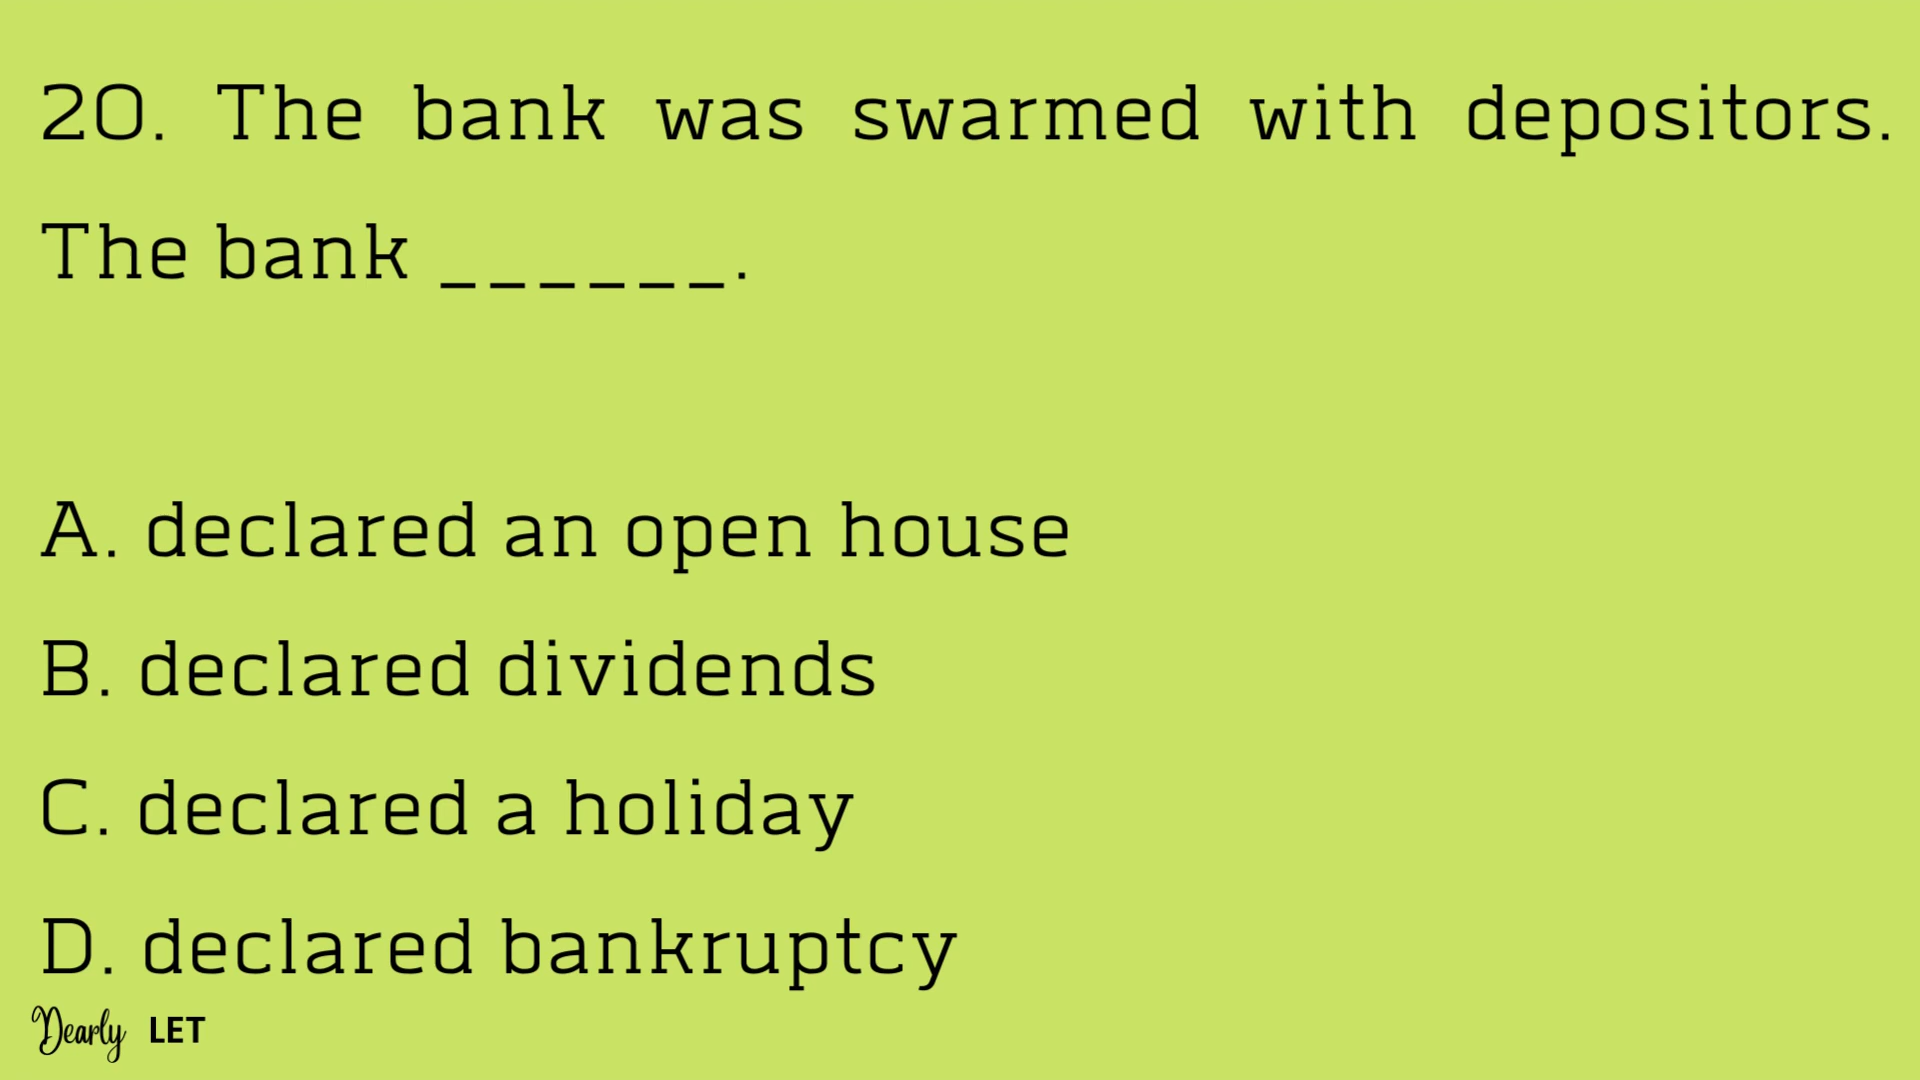 20. The bank was swarmed with depositors.
The bank ______.
A. declared an open house
B. declared dividends
C. declared a holiday
D. declared bankruptcy
Dearly LET